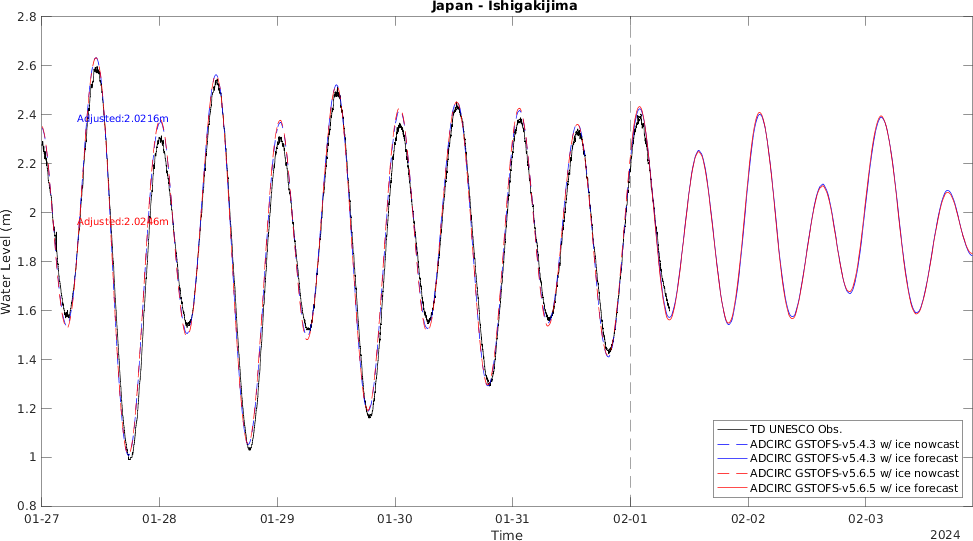 Japan - Ishigakijima
2.8
2.6
2.4
2.2
2
1.8
1.6
1.4
1.2
1
0.8
Water Level (m)
Adjusted:2.0216m
Adjusted:2.0246m
TD UNESCO Obs.
ADCIRC GSTOFS-v5.4.3 w/ ice nowcast
ADCIRC GSTOFS-v5.4.3 w/ ice forecast
ADCIRC GSTOFS-v5.6.5 w/ ice nowcast
ADCIRC GSTOFS-v5.6.5 w/ ice forecast
01-27 01-28 01-29 01-30 01-31 02-01 02-02 02-03
Time
2024